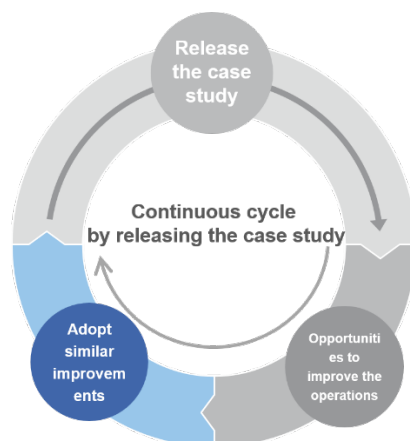 Release
the case
study
Continuous cycle
by releasing the case study
Adopt
similar
improvem
ents
Opportuniti
es to
improve the
operations